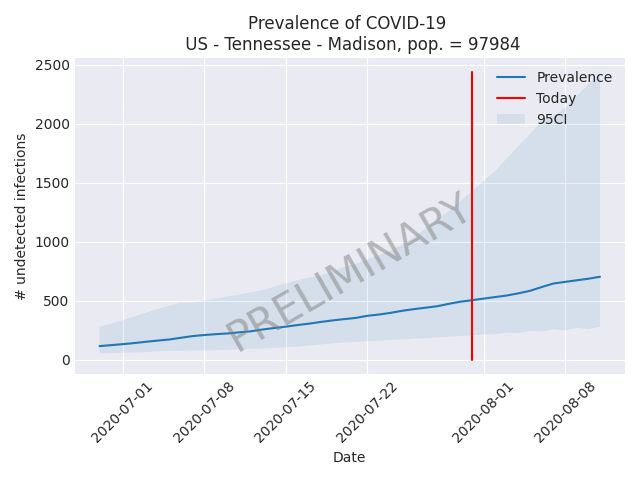 Prevalence of COVID-19
US - Tennessee - Madison, pop. = 97984
2500
2000
1500
1000
500
0
# undetected infections
Prevalence
Today
95CI
PRELIMINARY
2020-07-01
2020-07-08
2020-07-15
2020-07-22
2020-08-01
2020-08-08
Date